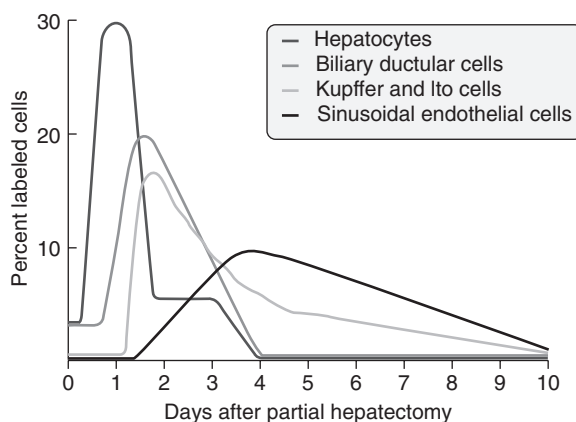 30
20
10
Percent labeled cells
Hepatocytes
Biliary ductular cells
Kupffer and Ito cells
Sinusoidal endothelial cells
0 1 2 3 4 5 6 7 8 9 10
Days after partial hepatectomy